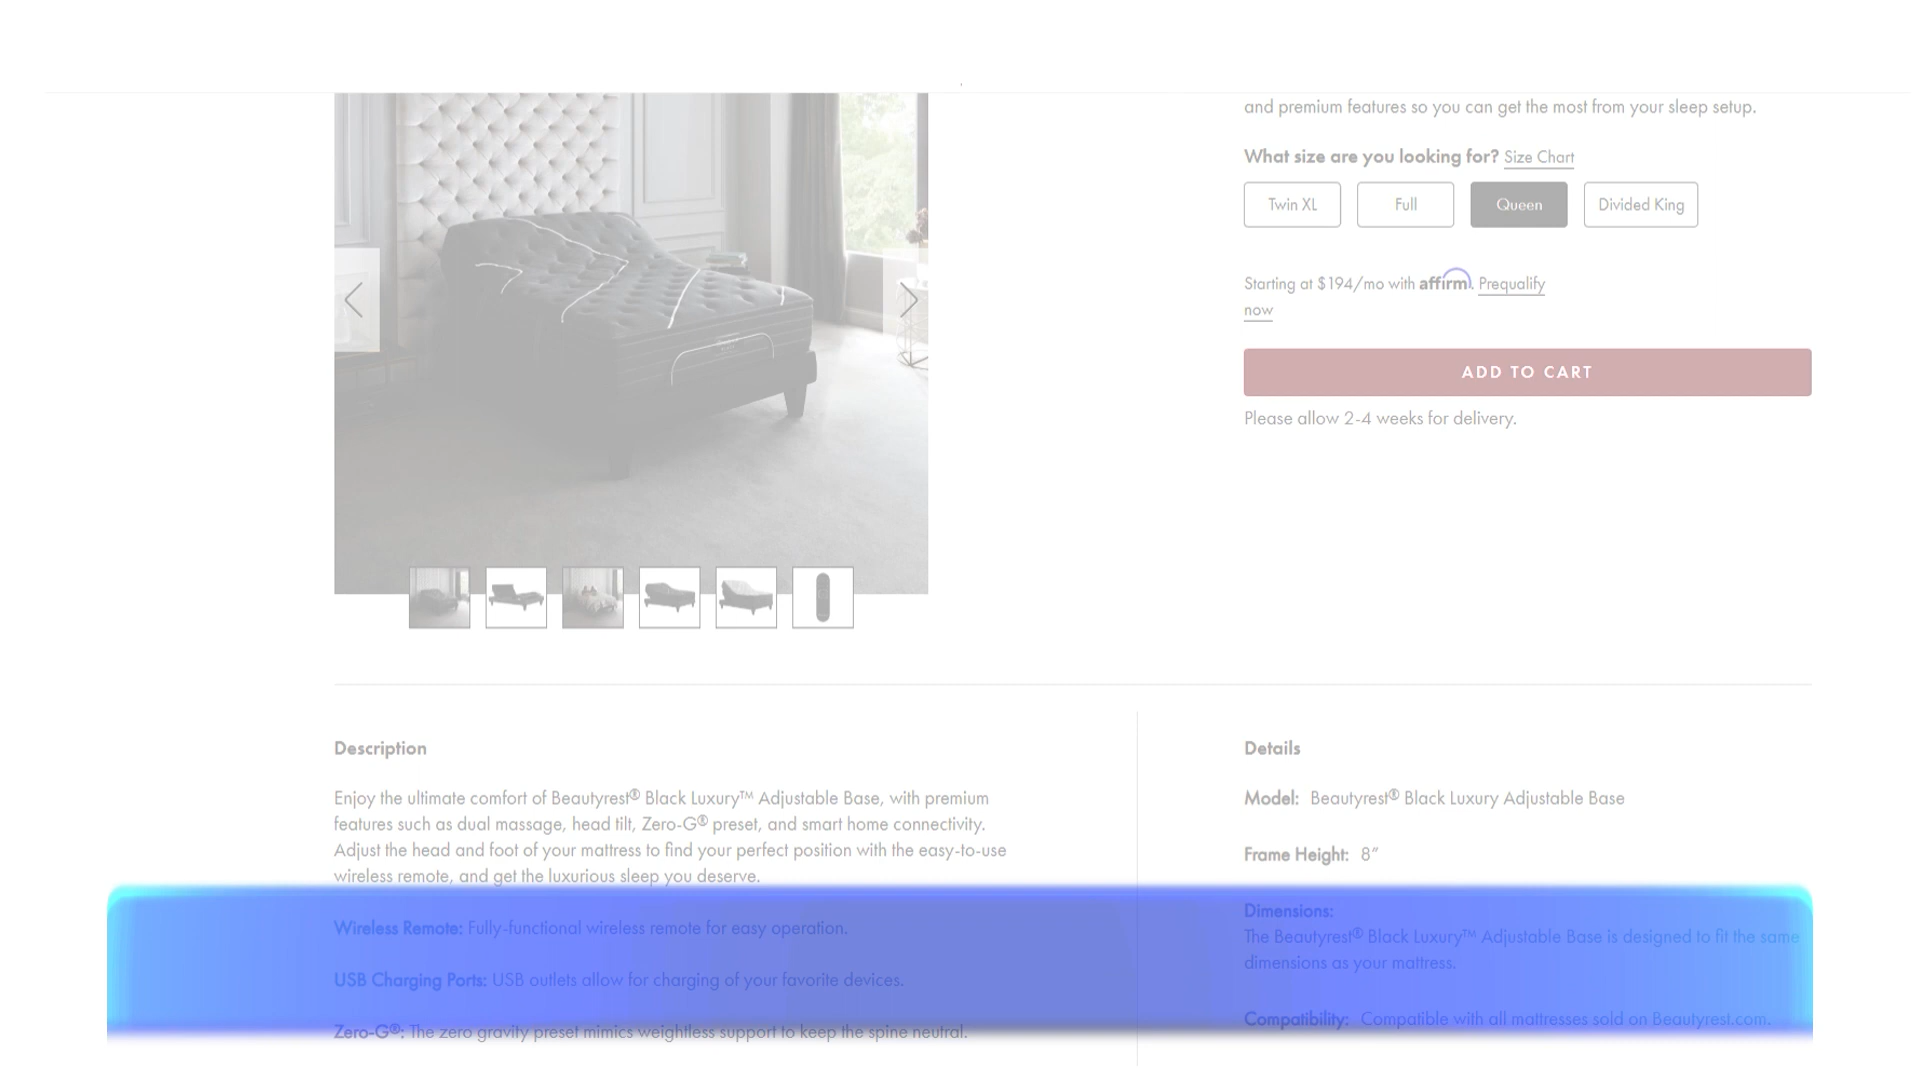 and premium features so you can get the most from your sleep setup.
What size are you looking for? Size Chart
Twin XL
Full
Queen
Divided King
Starting at $194/mo with affirm. Prequalify
now
ADD TO CART
Please allow 2-4 weeks for delivery.
Description
Enjoy the ultimate comfort of Beautyrest® Black Luxury™ Adjustable Base, with premium
features such as dual massage, head tilt, Zero-G® preset, and smart home connectivity.
Adjust the head and foot of your mattress to find your perfect position with the easy-to-use
wireless remote, and get the luxurious sleep you deserve.
Wireless Remote: Fully-functional wireless remote for easy operation.
USB Charging Ports: USB outlets allow for charging of your favorite devices.
Zero-G®: The zero gravity preset mimics weightless support to keep the spine neutral.
Details
Model: Beautyrest® Black Luxury Adjustable Base
Frame Height: 8”
Dimensions:
The Beautyrest® Black Luxury™ Adjustable Base is designed to fit the same
dimensions as your mattress.
Compatibility: Compatible with all mattresses sold on Beautyrest.com.